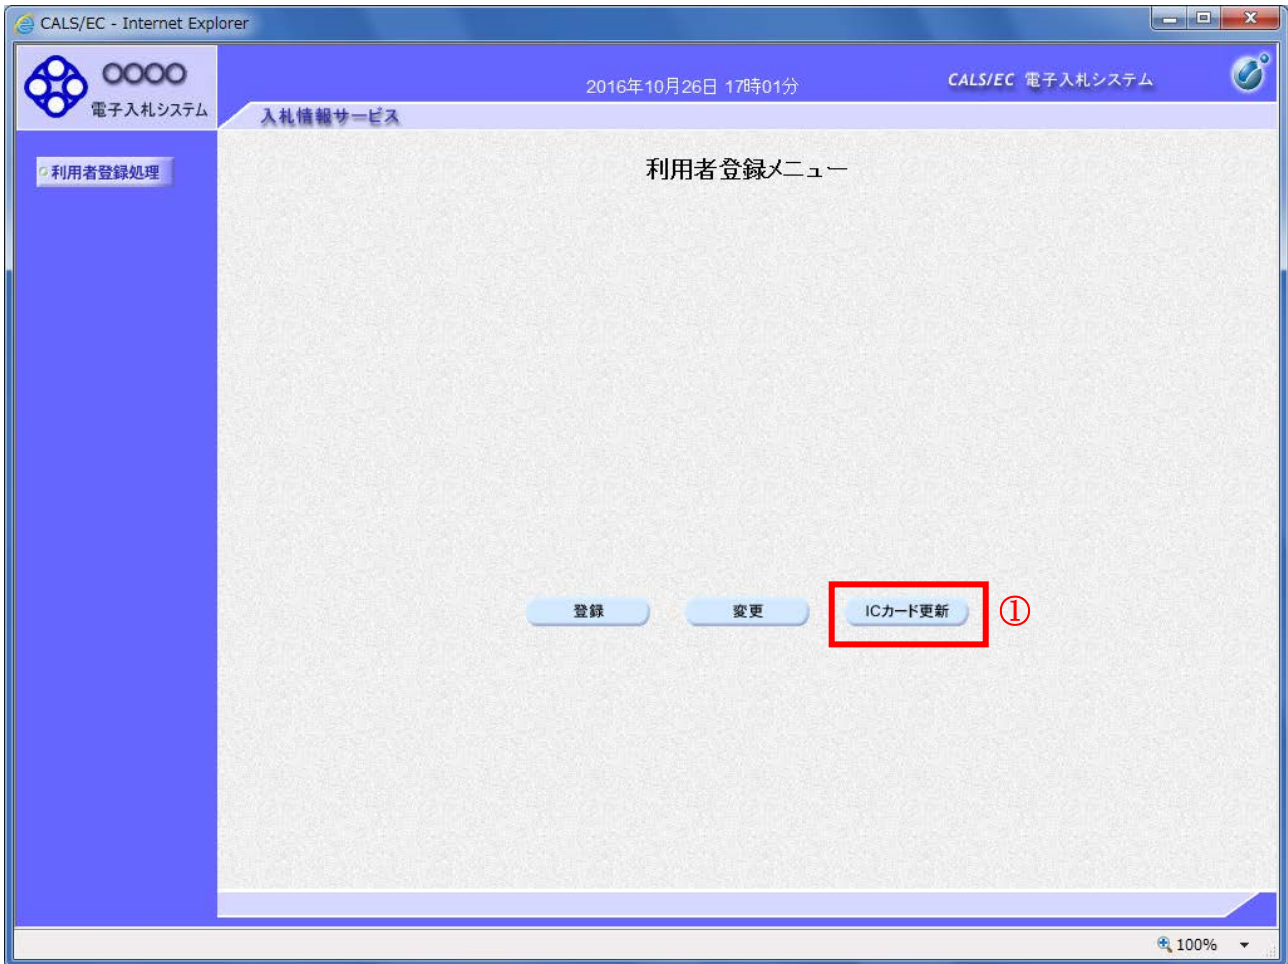 CALS/EC - Internet Explorer
○○○○
電子入札システム
2016年10月26日 17時01分
CALS/EC 電子入札システム
入札情報サービス
利用者登録処理
利用者登録メニュー
登録
変更
ICカード更新
①
100%